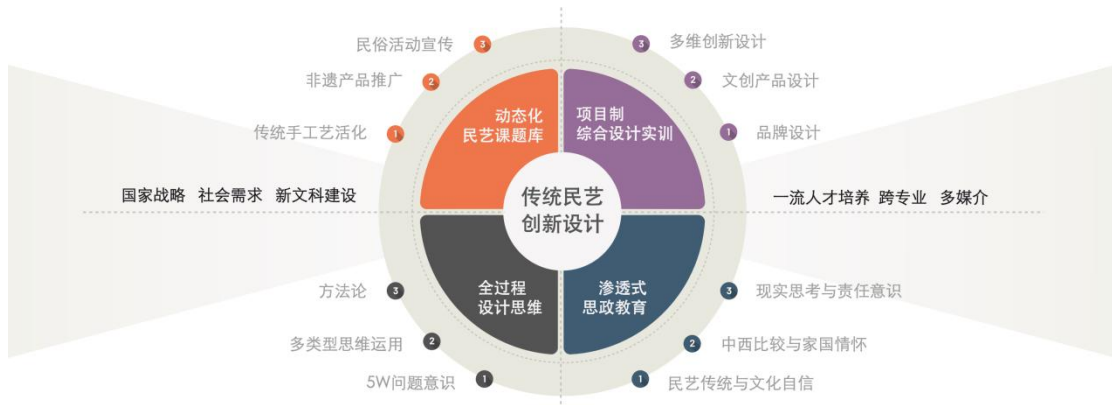 民俗活动宣传
3
3
多维创新设计
非遗产品推广
2
2
文创产品设计
传统手工艺活化
1
1
品牌设计
动态化
民艺课题库
项目制
综合设计实训
国家战略 社会需求 新文科建设
传统民艺
创新设计
一流人才培养 跨专业 多媒介
全过程
设计思维
渗透式
思政教育
方法论
3
3
现实思考与责任意识
多类型思维运用
2
2
中西比较与家国情怀
5W问题意识
1
1
民艺传统与文化自信